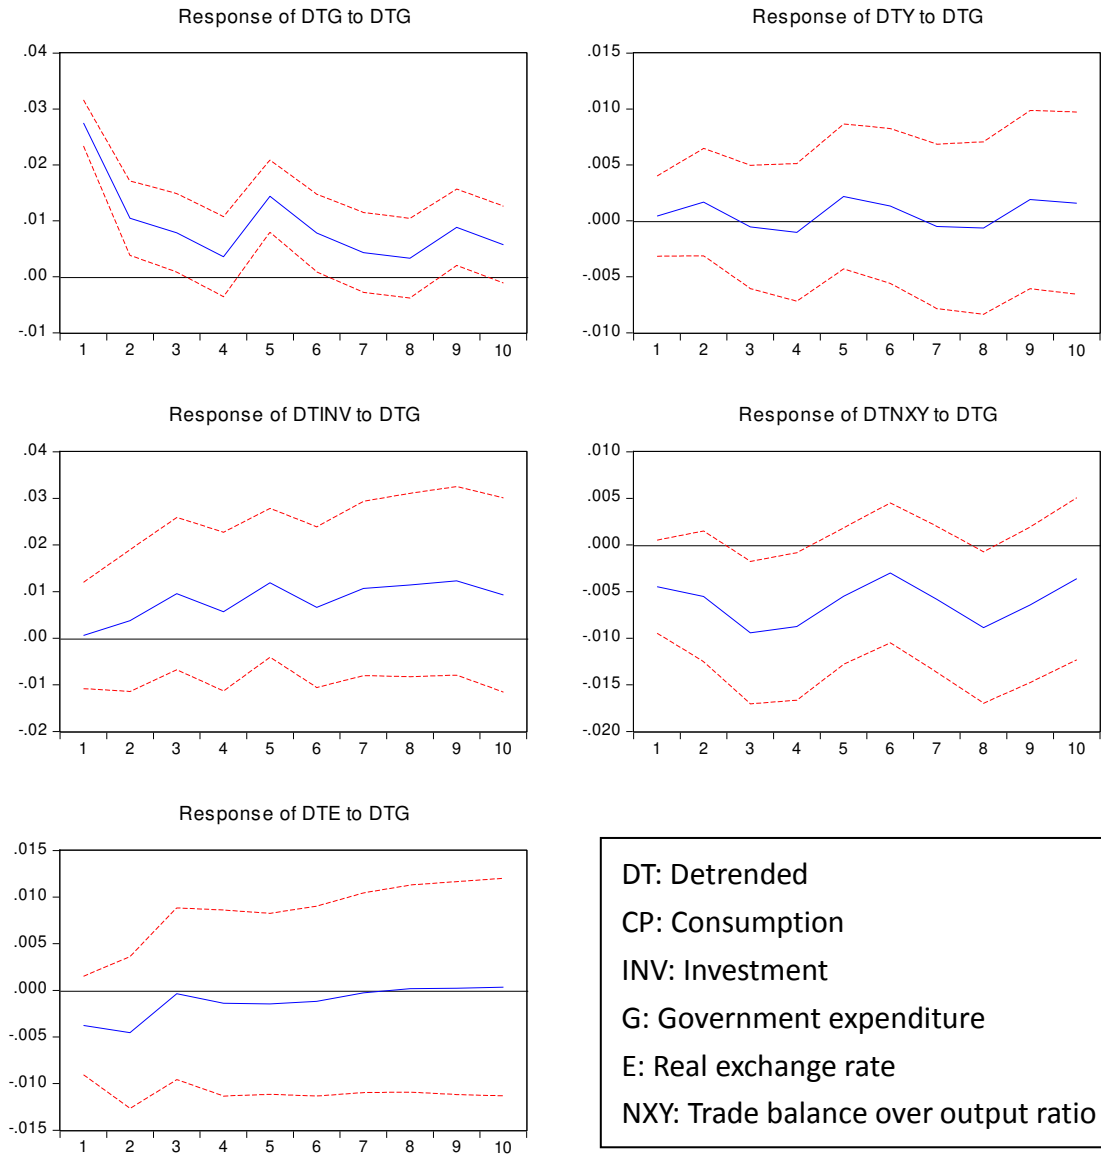 Response of DTG to DTG
.04
.03
.02
.01
.00
-.01
1 2 3 4 5 6 7 8 9 10
Response of DTY to DTG
.015
.010
.005
.000
-.005
-.010
1 2 3 4 5 6 7 8 9 10
Response of DTINV to DTG
.04
.03
.02
.01
.00
-.01
-.02
1 2 3 4 5 6 7 8 9 10
Response of DTNXY to DTG
.010
.005
.000
-.005
-.010
-.015
-.020
1 2 3 4 5 6 7 8 9 10
Response of DTE to DTG
.015
.010
.005
.000
-.005
-.010
-.015
1 2 3 4 5 6 7 8 9 10
DT: Detrended
CP: Consumption
INV: Investment
G: Government expenditure
E: Real exchange rate
NXY: Trade balance over output ratio